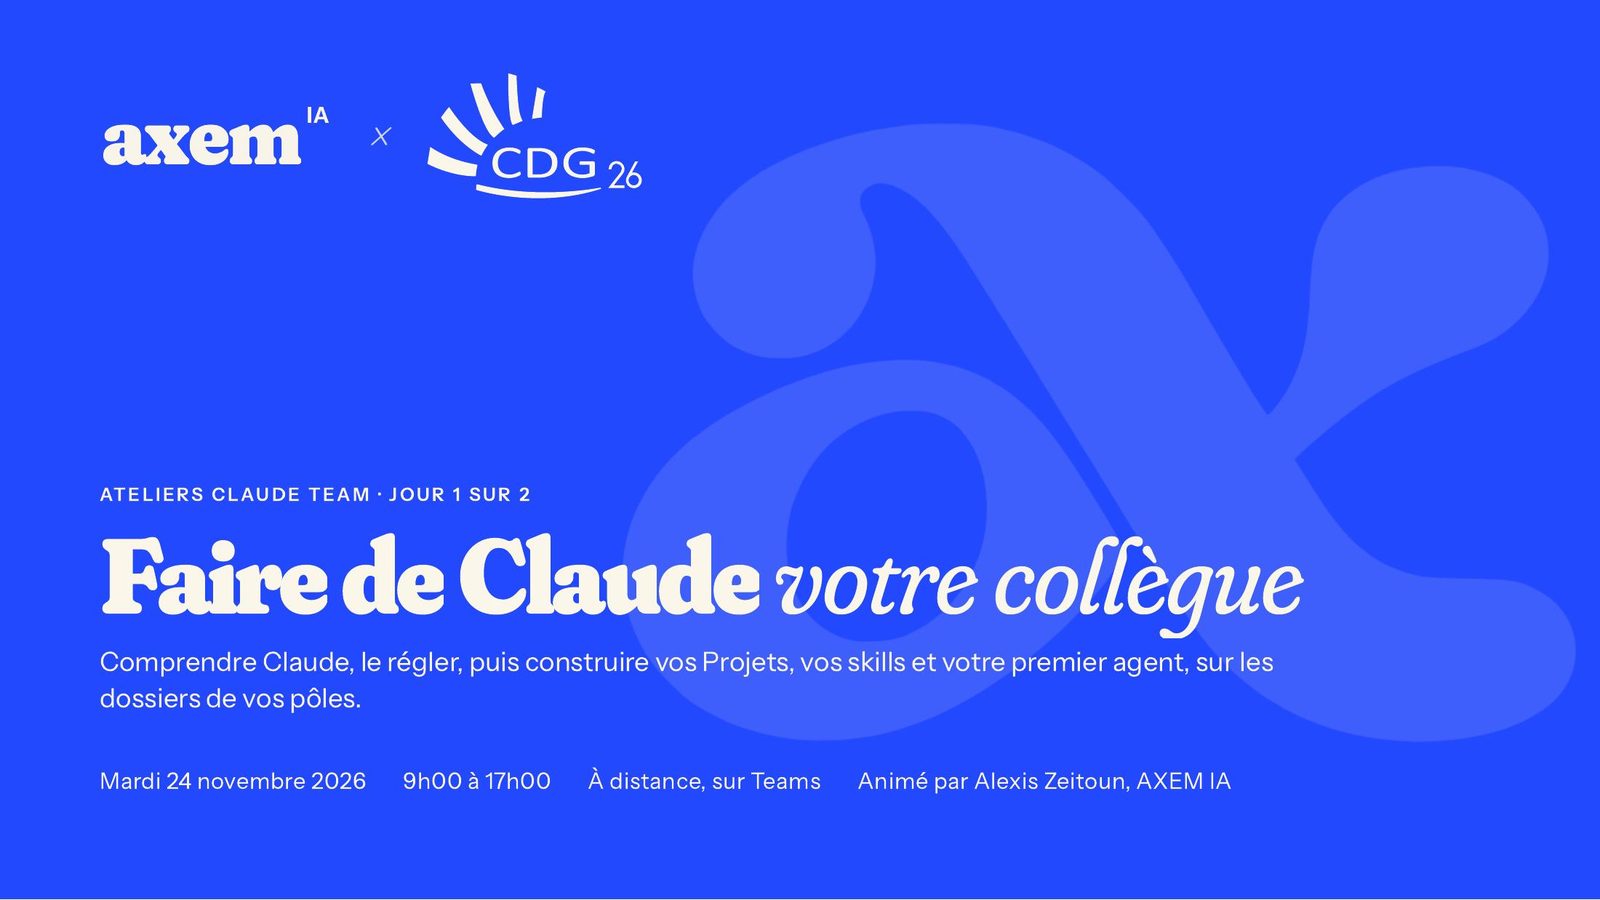 axem IA × CDG 26
ATELIERS CLAUDE TEAM · JOUR 1 SUR 2
Faire de Claude votre collègue
Comprendre Claude, le régler, puis construire vos Projets, vos skills et votre premier agent, sur les
dossiers de vos pôles.
Mardi 24 novembre 2026 9h00 à 17h00 À distance, sur Teams Animé par Alexis Zeitoun, AXEM IA
ax